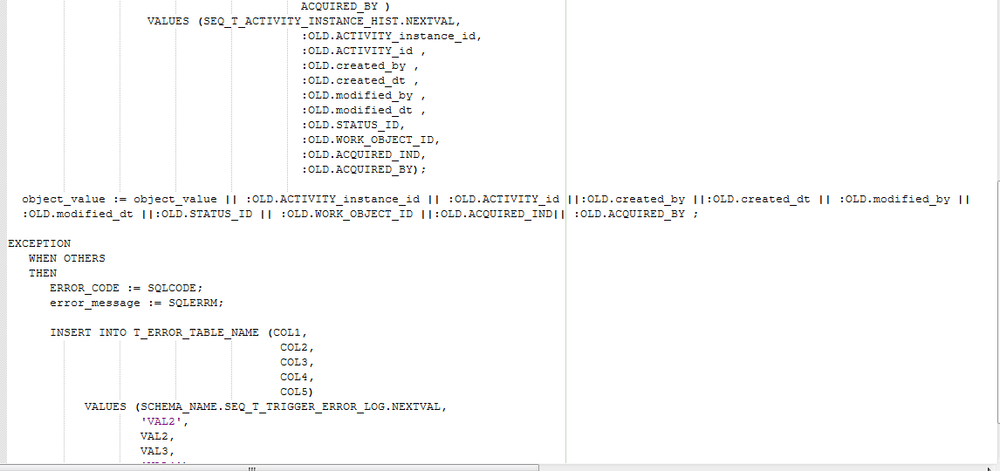 ACQUIRED_BY )
VALUES (SEQ_T_ACTIVITY_INSTANCE_HIST.NEXTVAL,
:OLD.ACTIVITY_instance_id,
:OLD.ACTIVITY_id ,
:OLD.created_by ,
:OLD.created_dt ,
:OLD.modified_by ,
:OLD.modified_dt ,
:OLD.STATUS_ID,
:OLD.WORK_OBJECT_ID,
:OLD.ACQUIRED_IND,
:OLD.ACQUIRED_BY);
object_value := object_value || :OLD.ACTIVITY_instance_id || :OLD.ACTIVITY_id ||:OLD.created_by ||:OLD.created_dt || :OLD.modified_by ||
:OLD.modified_dt ||:OLD.STATUS_ID || :OLD.WORK_OBJECT_ID ||:OLD.ACQUIRED_IND|| :OLD.ACQUIRED_BY ;
EXCEPTION
WHEN OTHERS
THEN
ERROR_CODE := SQLCODE;
error_message := SQLERRM;
INSERT INTO T_ERROR_TABLE_NAME (COL1,
COL2,
COL3,
COL4,
COL5)
VALUES (SCHEMA_NAME.SEQ_T_TRIGGER_ERROR_LOG.NEXTVAL,
'VAL2',
VAL2,
VAL3,